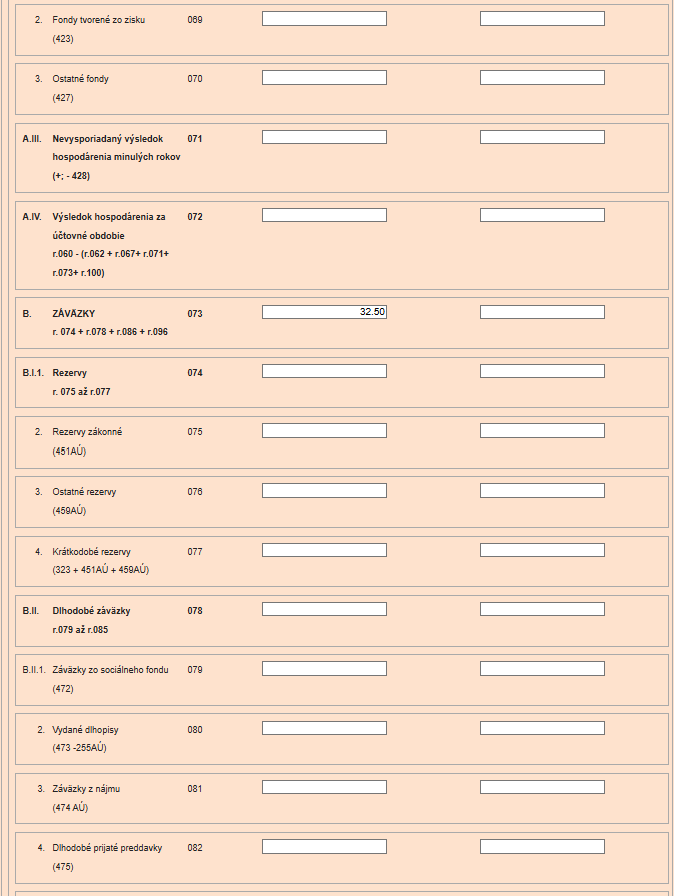 2. Fondy tvorené zo zisku 069
(423)
3. Ostatné fondy 070
(427)
A.III. Nevysporiadaný výsledok 071
hospodárenia minulých rokov
(+; - 428)
A.IV. Výsledok hospodárenia za 072
účtovné obdobie
r.060 - (r.062 + r.067+ r.071+
r.073+ r.100)
B. ZÁVÄZKY 073 32.50
r. 074 + r.078 + r.086 + r.096
B.I.1. Rezervy 074
r. 075 až r.077
2. Rezervy zákonné 075
(451AÚ)
3. Ostatné rezervy 076
(459AÚ)
4. Krátkodobé rezervy 077
(323 + 451AÚ + 459AÚ)
B.II. Dlhodobé záväzky 078
r.079 až r.085
B.II.1. Záväzky zo sociálneho fondu 079
(472)
2. Vydané dlhopisy 080
(473 -255AÚ)
3. Záväzky z nájmu 081
(474 AÚ)
4. Dlhodobé prijaté preddavky 082
(475)